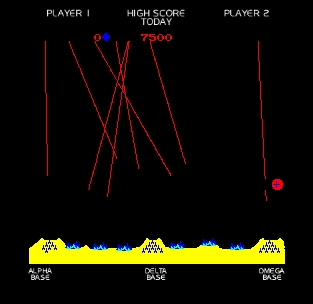 PLAYER 1 HIGH SCORE PLAYER 2
TODAY
0 7500
ALPHA DELTA OMEGA
BASE BASE BASE